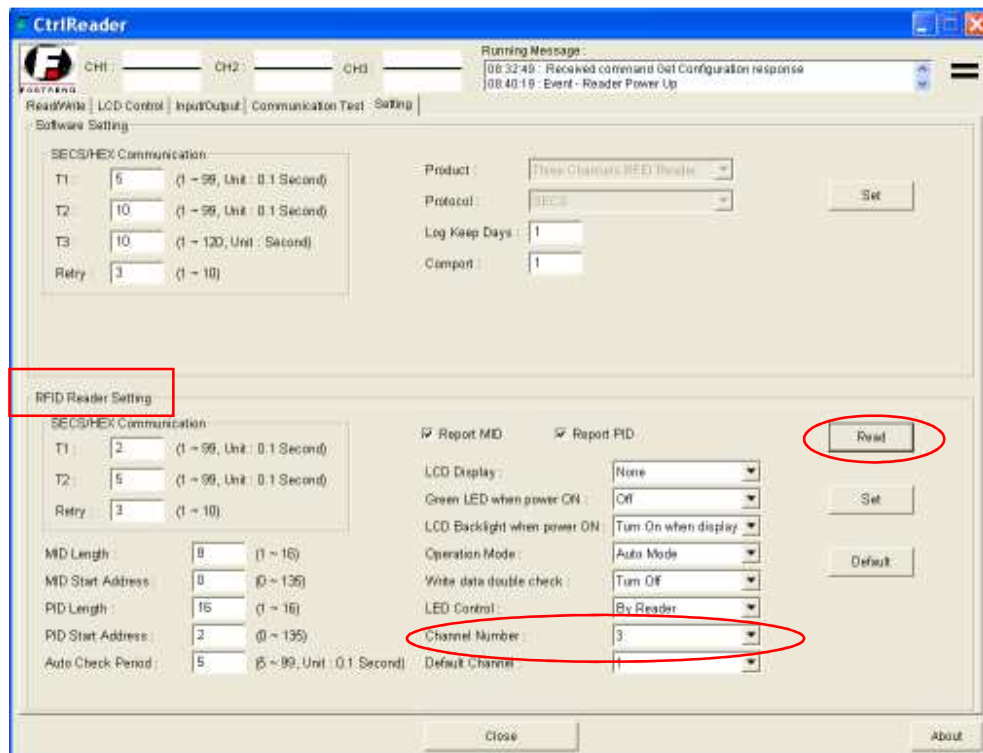 CtrlReader
CH1 : CH2 : CH3
Running Message :
08:32:49 : Received command Get Configuration response
08:40:19 : Event - Reader Power Up
FORTREND
Read/Write LCD Control Input/Output Communication Test Setting
Software Setting
SECS/HEX Communication
T1 : 5 (1 ~ 99, Unit : 0.1 Second)
T2 : 10 (1 ~ 99, Unit : 0.1 Second)
T3 : 10 (1 ~ 120, Unit : Second)
Retry : 3 (1 ~ 10)
Product : Three Channels RFID Reader
Protocol : SECS
Log Keep Days : 1
Comport : 1
Set
RFID Reader Setting
SECS/HEX Communication
T1 : 2 (1 ~ 99, Unit : 0.1 Second)
T2 : 5 (1 ~ 99, Unit : 0.1 Second)
Retry : 3 (1 ~ 10)
MID Length : 8 (1 ~ 16)
MID Start Address : 0 (0 ~ 135)
PID Length : 16 (1 ~ 16)
PID Start Address : 2 (0 ~ 135)
Auto Check Period : 5 (5 ~ 99, Unit : 0.1 Second)
Report MID Report PID
LCD Display : None
Green LED when power ON : Off
LCD Backlight when power ON : Turn On when display
Operation Mode : Auto Mode
Write data double check : Turn Off
LED Control : By Reader
Channel Number : 3
Default Channel : 1
Read
Set
Default
Close
About